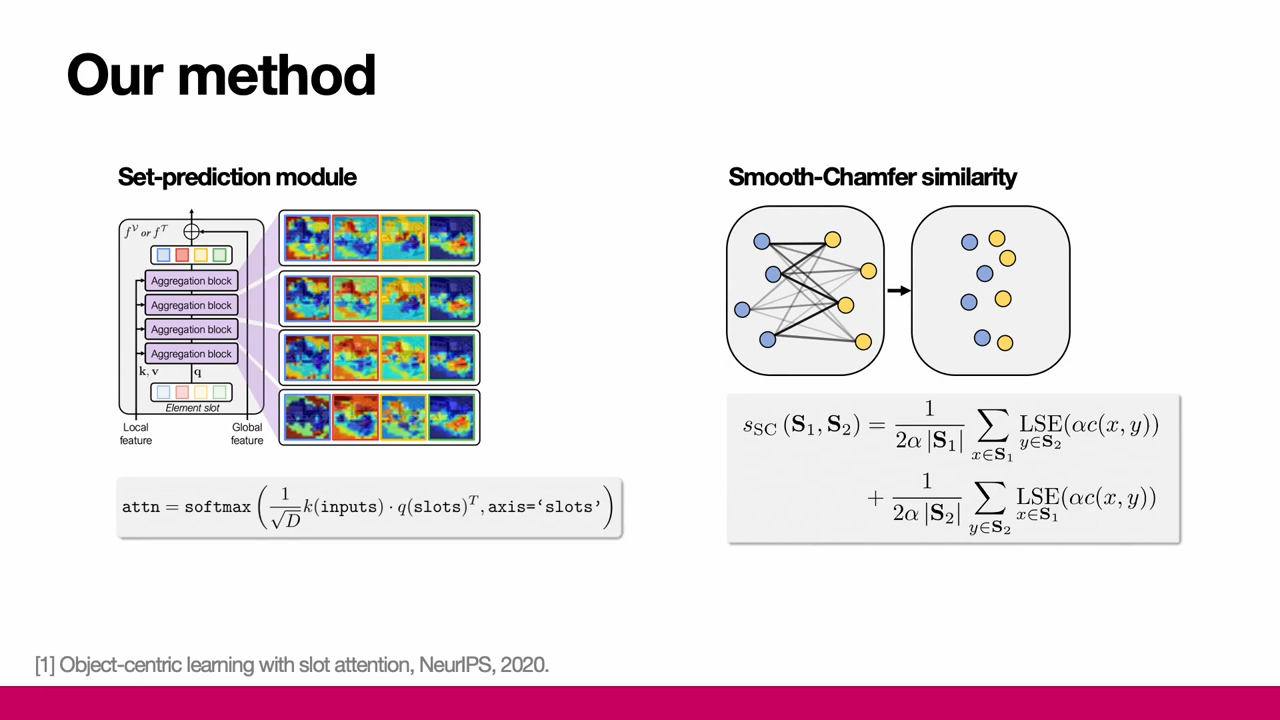 Our method
Set-prediction module
f^V or f^T
Aggregation block
Aggregation block
Aggregation block
Aggregation block
k, v
q
Element slot
Local feature
Global feature
attn = softmax ( 1/√D k(inputs) · q(slots)^T, axis=‘slots’ )
Smooth-Chamfer similarity
s_SC (S_1, S_2) = 1/(2α |S_1|) ∑_{x∈S_1} LSE_{y∈S_2}(αc(x, y))
+ 1/(2α |S_2|) ∑_{y∈S_2} LSE_{x∈S_1}(αc(x, y))
[1] Object-centric learning with slot attention, NeurIPS, 2020.